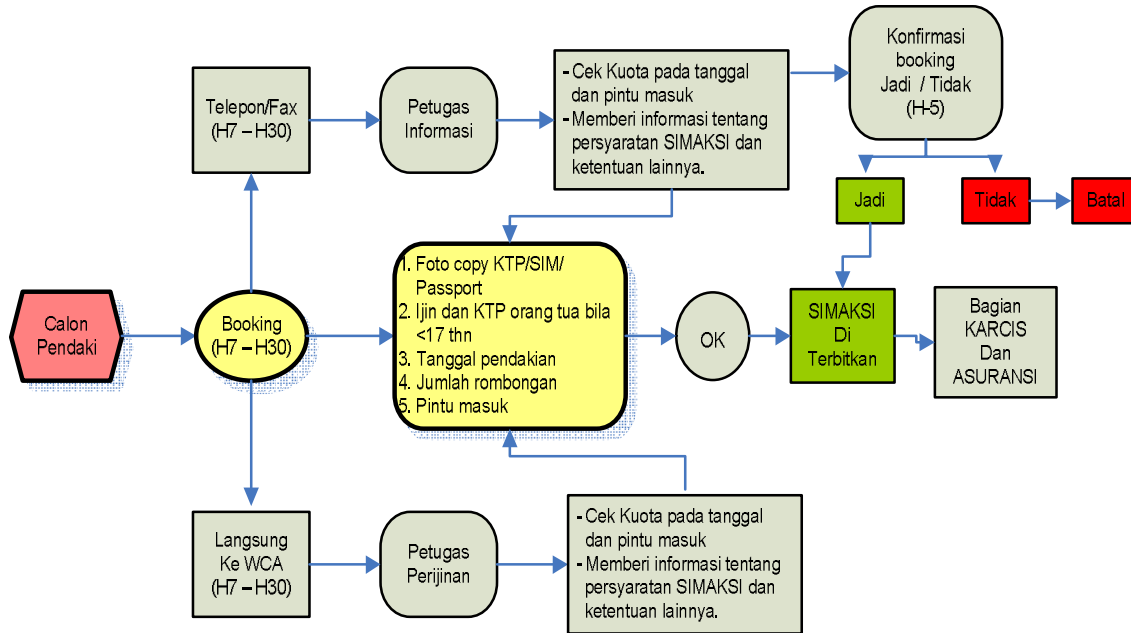 Telepon/Fax
(H7 – H30)
Petugas
Informasi
- Cek Kuota pada tanggal
dan pintu masuk
- Memberi informasi tentang
persyaratan SIMAKSI dan
ketentuan lainnya.
Konfirmasi
booking
Jadi / Tidak
(H-5)
Jadi
Tidak
Batal
Calon
Pendaki
Booking
(H7 – H30)
1. Foto copy KTP/SIM/
Passport
2. Ijin dan KTP orang tua bila
<17 thn
3. Tanggal pendakian
4. Jumlah rombongan
5. Pintu masuk
OK
SIMAKSI
Di
Terbitkan
Bagian
KARCIS
Dan
ASURANSI
Langsung
Ke WCA
(H7 – H30)
Petugas
Perijinan
- Cek Kuota pada tanggal
dan pintu masuk
- Memberi informasi tentang
persyaratan SIMAKSI dan
ketentuan lainnya.